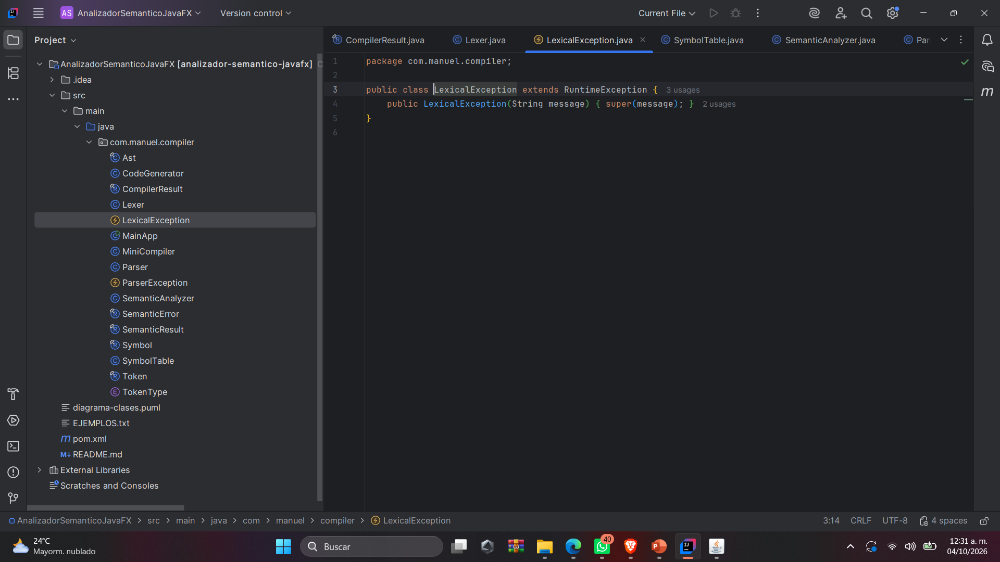 AS AnalizadorSemanticoJavaFX Version control Current File
Project
CompilerResult.java Lexer.java LexicalException.java SymbolTable.java SemanticAnalyzer.java Par
AnalizadorSemanticoJavaFX [analizador-semantico-javafx] C
.idea
src
main
java
com.manuel.compiler
Ast
CodeGenerator
CompilerResult
Lexer
LexicalException
MainApp
MiniCompiler
Parser
ParserException
SemanticAnalyzer
SemanticError
SemanticResult
Symbol
SymbolTable
Token
TokenType
diagrama-clases.puml
EJEMPLOS.txt
pom.xml
README.md
External Libraries
Scratches and Consoles
1 package com.manuel.compiler;
2
3 public class LexicalException extends RuntimeException { 3 usages
4 public LexicalException(String message) { super(message); } 2 usages
5 }
6
AnalizadorSemanticoJavaFX > src > main > java > com > manuel > compiler > LexicalException 3:14 CRLF UTF-8 4 spaces
24°C
Mayorm. nublado
Buscar
40
12:31 a. m.
04/10/2026